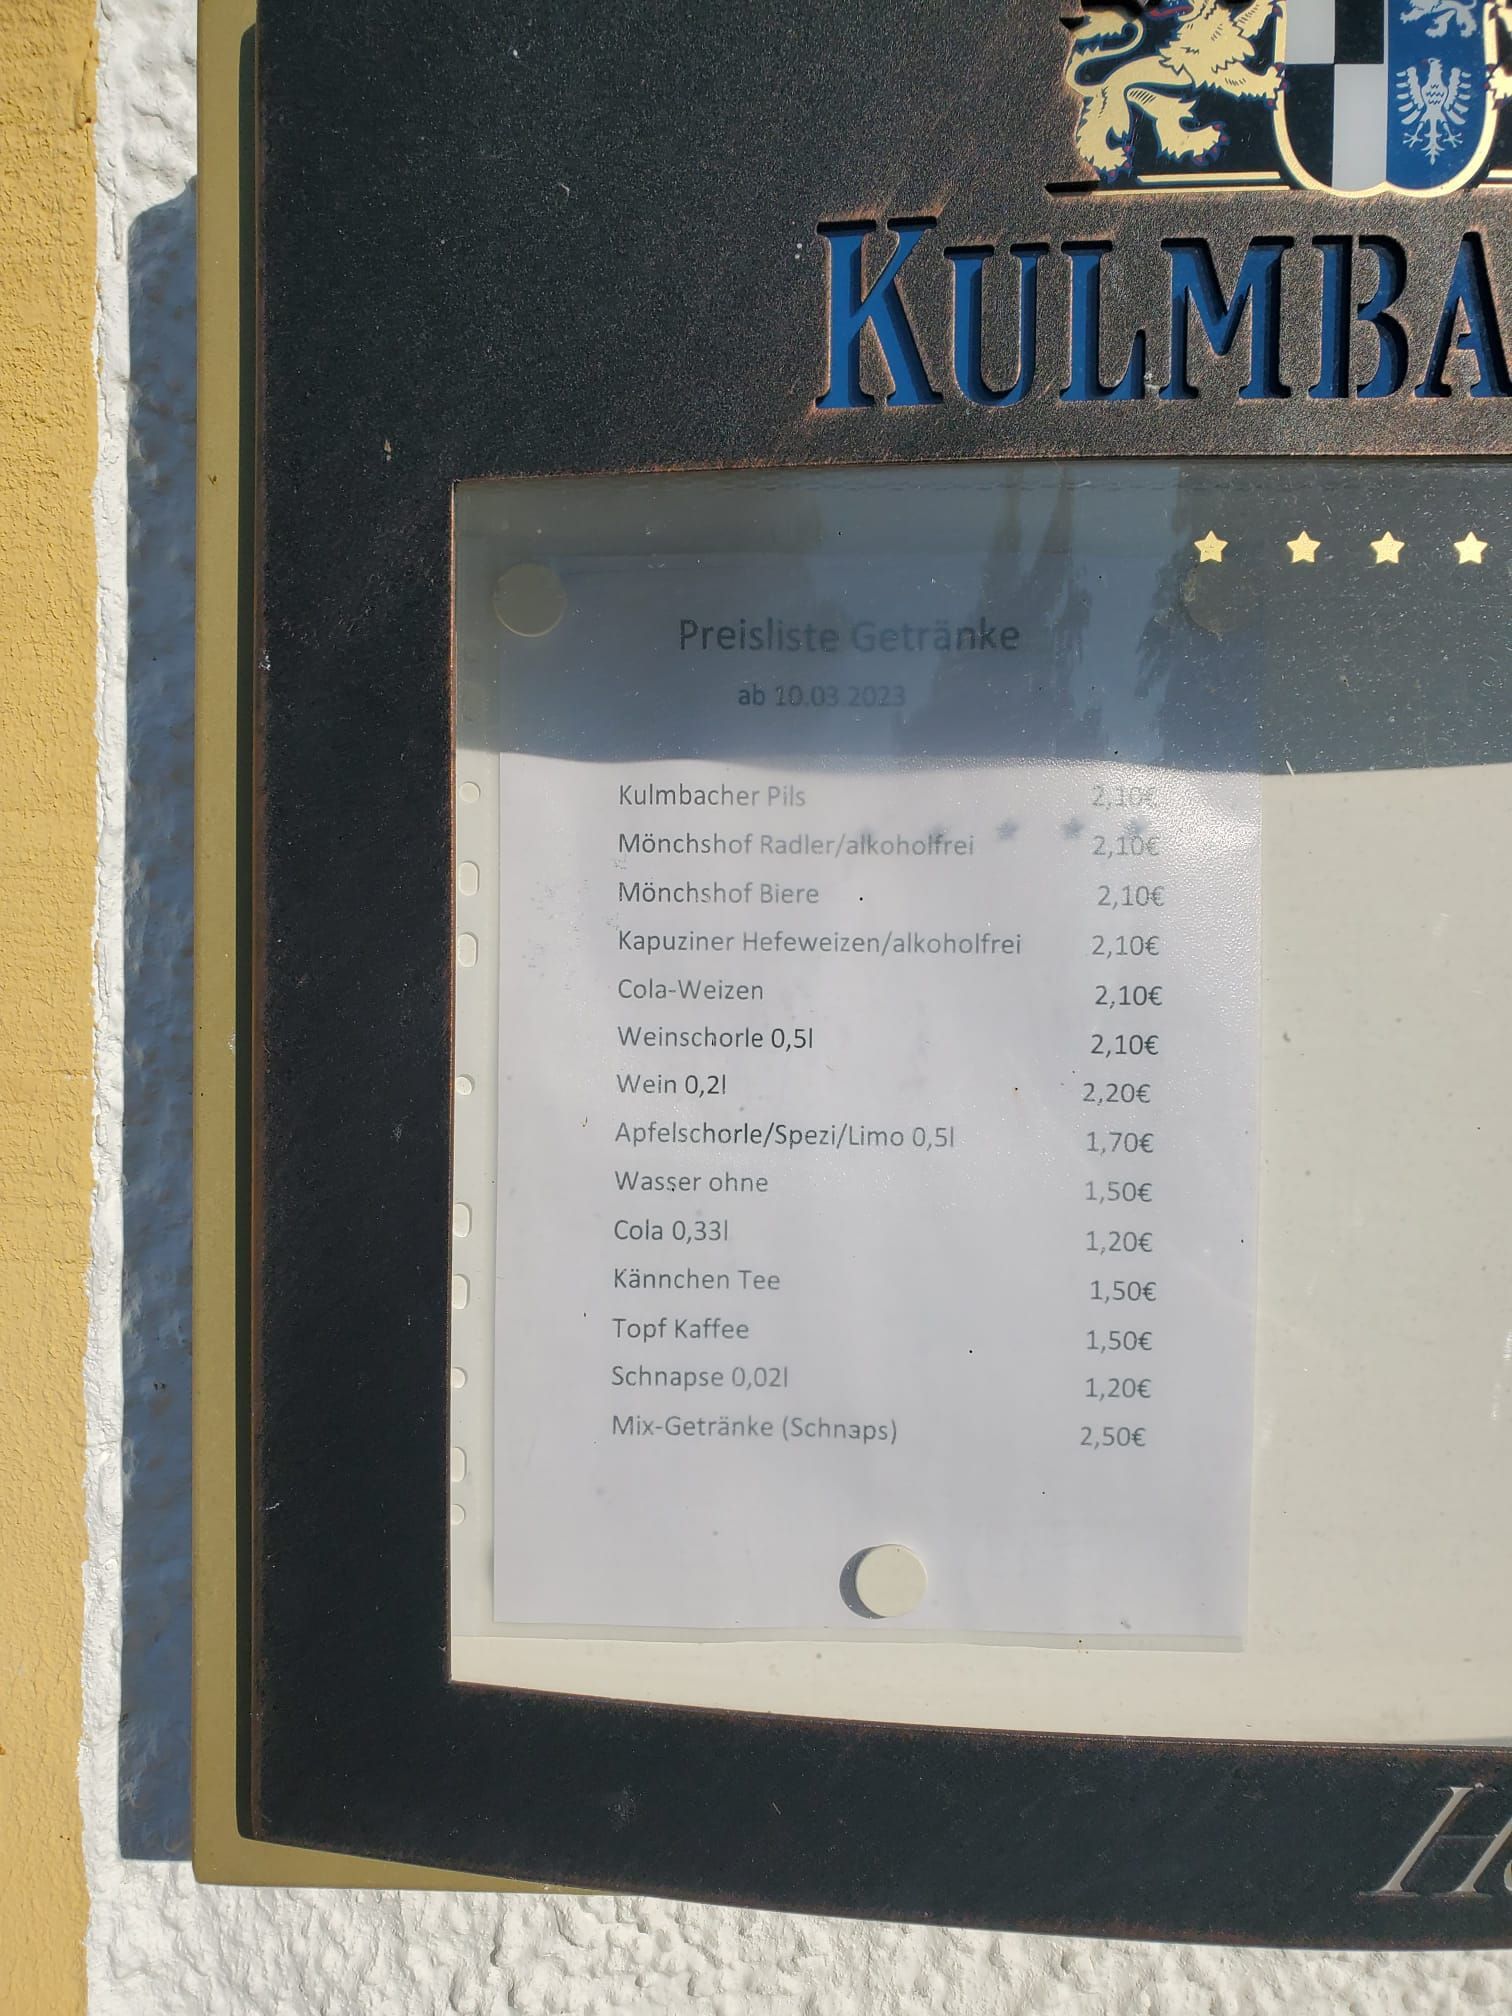 KULMBA
Preisliste Getränke
ab 10.03.2023
Kulmbacher Pils 2,10€
Mönchshof Radler/alkoholfrei 2,10€
Mönchshof Biere 2,10€
Kapuziner Hefeweizen/alkoholfrei 2,10€
Cola-Weizen 2,10€
Weinschorle 0,5l 2,10€
Wein 0,2l 2,20€
Apfelschorle/Spezi/Limo 0,5l 1,70€
Wasser ohne 1,50€
Cola 0,33l 1,20€
Kännchen Tee 1,50€
Topf Kaffee 1,50€
Schnapse 0,02l 1,20€
Mix-Getränke (Schnaps) 2,50€